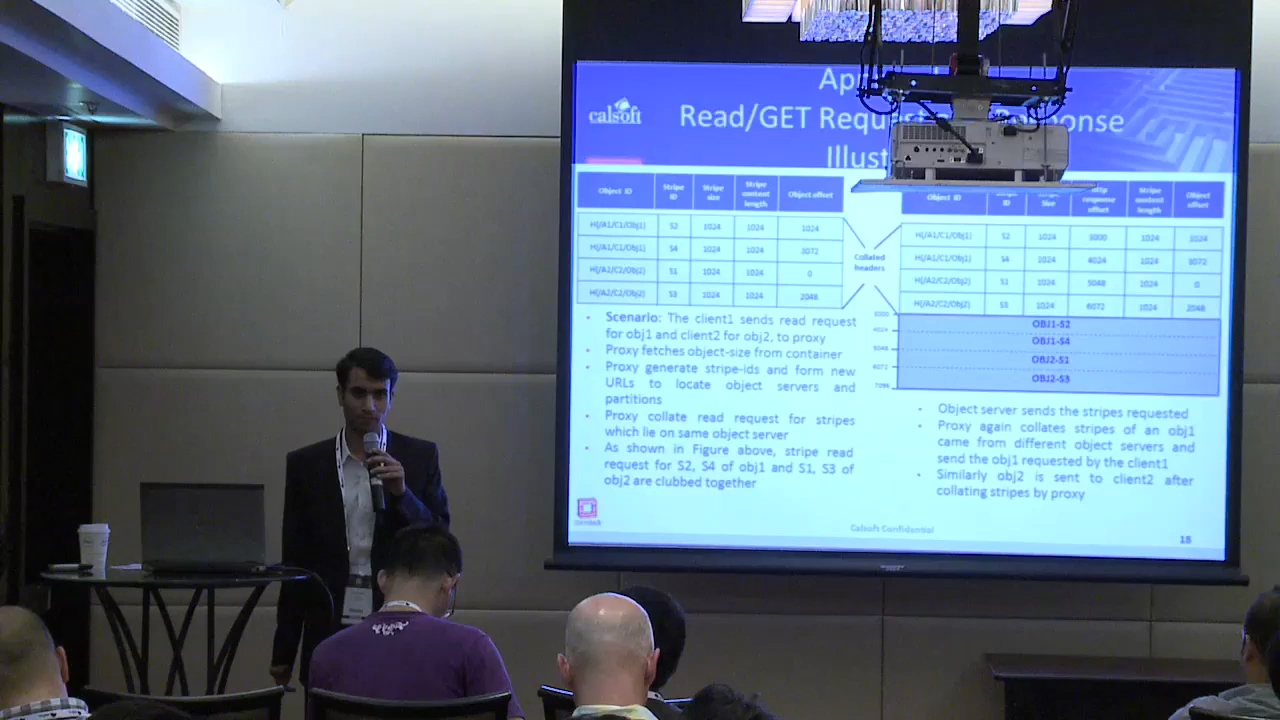 calsoft
Read/GET
Object ID
Stripe ID
Stripe size
Stripe content length
Object offset
H(/A1/C1/Obj1) S2 1024 1024 1024
H(/A1/C1/Obj1) S4 1024 1024 3072
H(/A2/C2/Obj2) S1 1024 1024 0
H(/A2/C2/Obj2) S3 1024 1024 2048
Collated
headers
Object ID
ID
Size
response
offset
Stripe
content
length
Object
offset
H(/A1/C1/Obj1) S2 1024 3000 1024 1024
H(/A1/C1/Obj1) S4 1024 4024 1024 3072
H(/A2/C2/Obj2) S1 1024 5048 1024 0
H(/A2/C2/Obj2) S3 1024 6072 1024 2048
OBJ1-S2
OBJ1-S4
OBJ2-S1
OBJ2-S3
• Scenario: The client1 sends read request
for obj1 and client2 for obj2, to proxy
• Proxy fetches object-size from container
• Proxy generate stripe-ids and form new
URLs to locate object servers and
partitions
• Proxy collate read request for stripes
which lie on same object server
• As shown in Figure above, stripe read
request for S2, S4 of obj1 and S1, S3 of
obj2 are clubbed together
• Object server sends the stripes requested
• Proxy again collates stripes of an obj1
came from different object servers and
send the obj1 requested by the client1
• Similarly obj2 is sent to client2 after
collating stripes by proxy
Calsoft Confidential
18